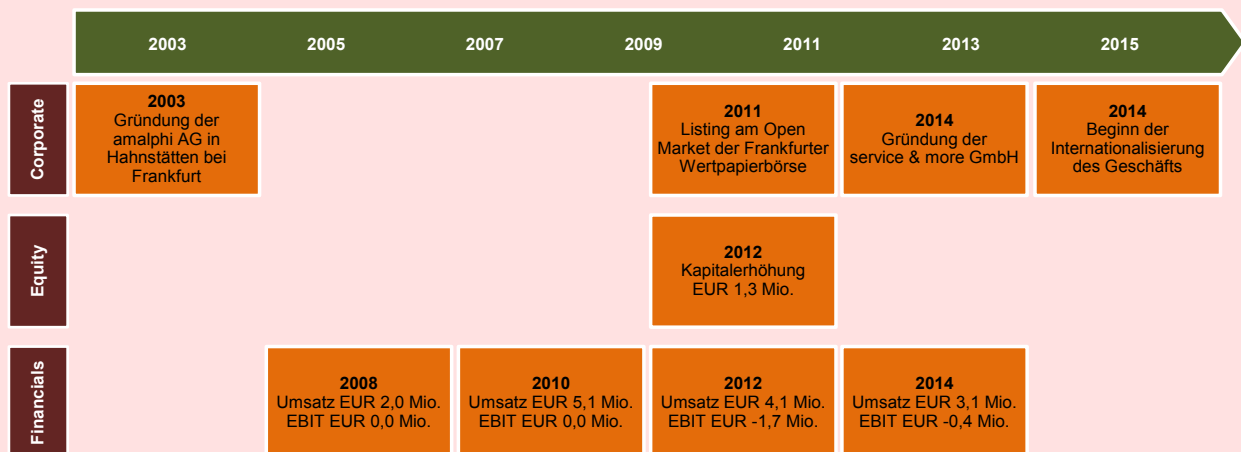 2003 2005 2007 2009 2011 2013 2015
Corporate
2003
Gründung der
amalphi AG in
Hahnstätten bei
Frankfurt
2011
Listing am Open
Market der Frankfurter
Wertpapierbörse
2014
Gründung der
service & more GmbH
2014
Beginn der
Internationalisierung
des Geschäfts
Equity
2012
Kapitalerhöhung
EUR 1,3 Mio.
Financials
2008
Umsatz EUR 2,0 Mio.
EBIT EUR 0,0 Mio.
2010
Umsatz EUR 5,1 Mio.
EBIT EUR 0,0 Mio.
2012
Umsatz EUR 4,1 Mio.
EBIT EUR -1,7 Mio.
2014
Umsatz EUR 3,1 Mio.
EBIT EUR -0,4 Mio.